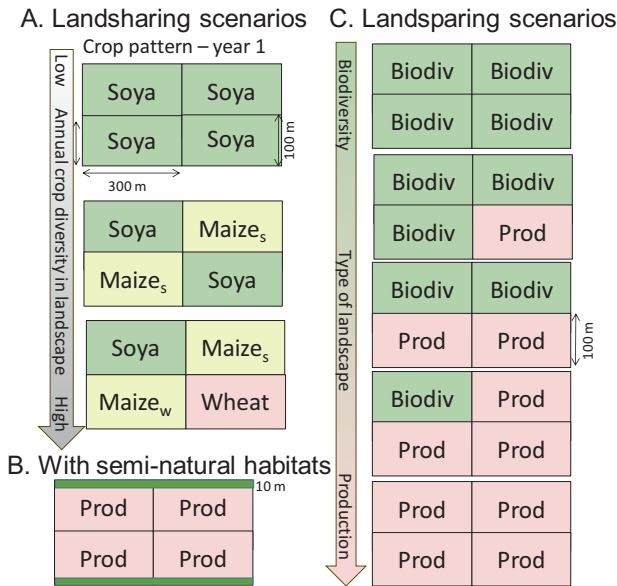 A. Landsharing scenarios
Crop pattern – year 1
Low
Annual crop diversity in landscape
High
Soya Soya
Soya Soya
100 m
300 m
Soya Maizes
Maizes Soya
Soya Maizes
Maizew Wheat
B. With semi-natural habitats
10 m
Prod Prod
Prod Prod
C. Landsparing scenarios
Biodiversity
Type of landscape
Production
Biodiv Biodiv
Biodiv Biodiv
Biodiv Biodiv
Biodiv Prod
Biodiv Biodiv
Prod Prod
100 m
Biodiv Prod
Prod Prod
Prod Prod
Prod Prod